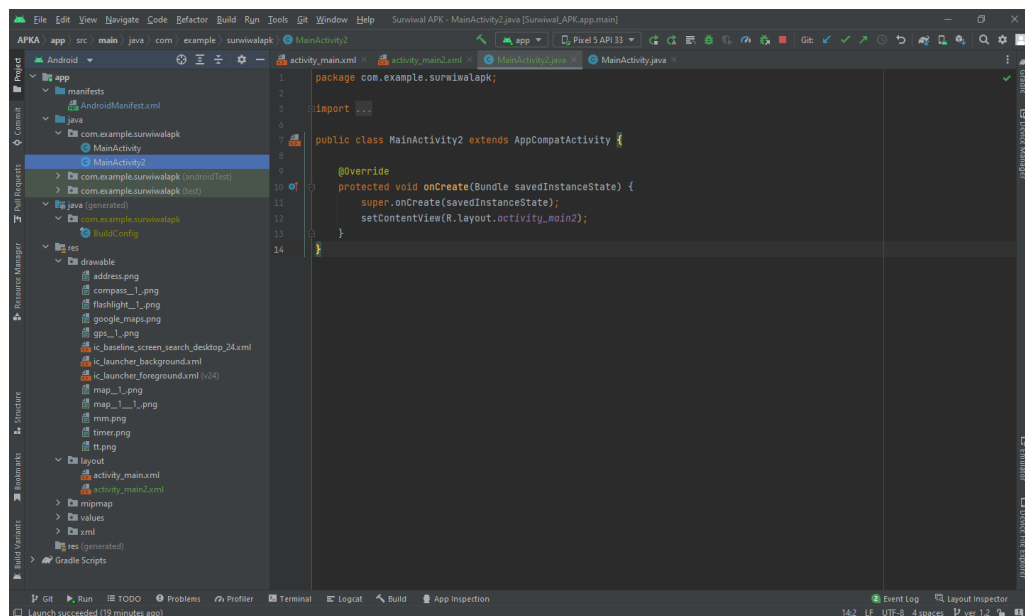 File Edit View Navigate Code Refactor Build Run Tools Git Window Help Surwiwal APK - MainActivity2.java [Surwiwal_APK.app.main]
APKA app src main java com example surwiwalapk MainActivity2 app Pixel 5 API 33 Git:
Project
Android
activity_main.xml activity_main2.xml MainActivity2.java MainActivity.java
app
manifests
AndroidManifest.xml
java
com.example.surwiwalapk
MainActivity
MainActivity2
com.example.surwiwalapk (androidTest)
com.example.surwiwalapk (test)
java (generated)
com.example.surwiwalapk
BuildConfig
res
drawable
address.png
compass__1_.png
flashlight__1_.png
google_maps.png
gps__1_.png
ic_baseline_screen_search_desktop_24.xml
ic_launcher_background.xml
ic_launcher_foreground.xml (v24)
map__1_.png
map__1___1_.png
mm.png
timer.png
tt.png
layout
activity_main.xml
activity_main2.xml
mipmap
values
xml
res (generated)
Gradle Scripts
1 package com.example.surwiwalapk;
2
3 import ...
6
7 public class MainActivity2 extends AppCompatActivity {
8
9 @Override
10 protected void onCreate(Bundle savedInstanceState) {
11 super.onCreate(savedInstanceState);
12 setContentView(R.layout.activity_main2);
13 }
14 }
Commit
Pull Requests
Resource Manager
Structure
Bookmarks
Build Variants
Gradle
Device Manager
Emulator
Device File Explorer
Git Run TODO Problems Profiler Terminal Logcat Build App Inspection 2 Event Log Layout Inspector
Launch succeeded (19 minutes ago) 14:2 LF UTF-8 4 spaces ver 1.2